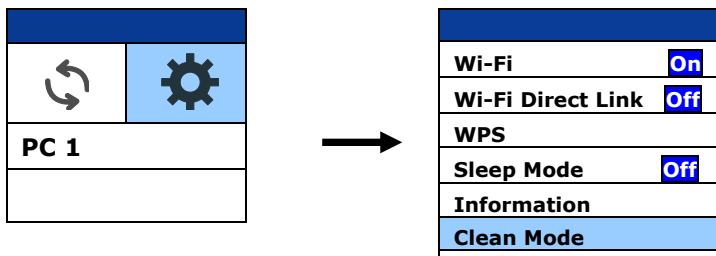 PC 1
Wi-Fi On
Wi-Fi Direct Link Off
WPS
Sleep Mode Off
Information
Clean Mode